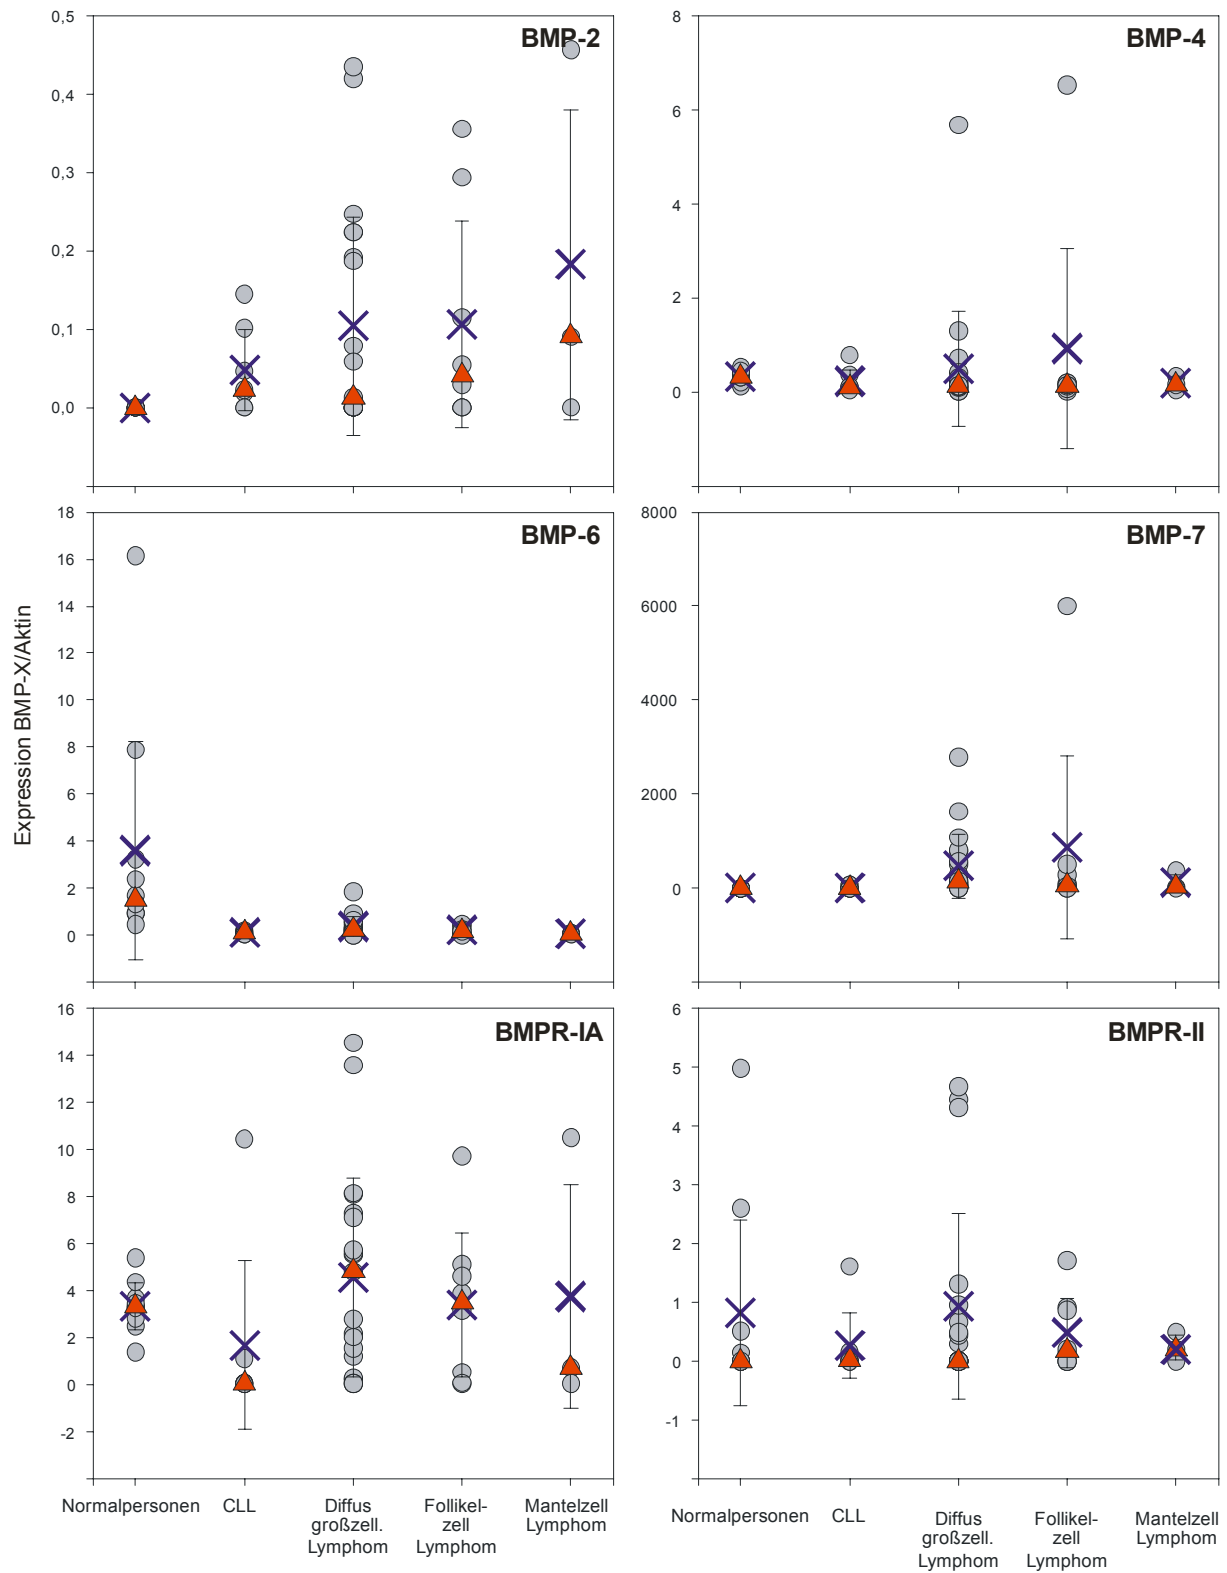 BMP-2
0,5
0,4
0,3
0,2
0,1
0,0
BMP-4
8
6
4
2
0
Expression BMP-X/Aktin
BMP-6
18
16
14
12
10
8
6
4
2
0
BMP-7
8000
6000
4000
2000
0
BMPR-IA
16
14
12
10
8
6
4
2
0
-2
Normalpersonen
CLL
Diffus
großzell.
Lymphom
Follikel-
zell
Lymphom
Mantelzell
Lymphom
BMPR-II
6
5
4
3
2
1
0
-1
Normalpersonen
CLL
Diffus
großzell.
Lymphom
Follikel-
zell
Lymphom
Mantelzell
Lymphom